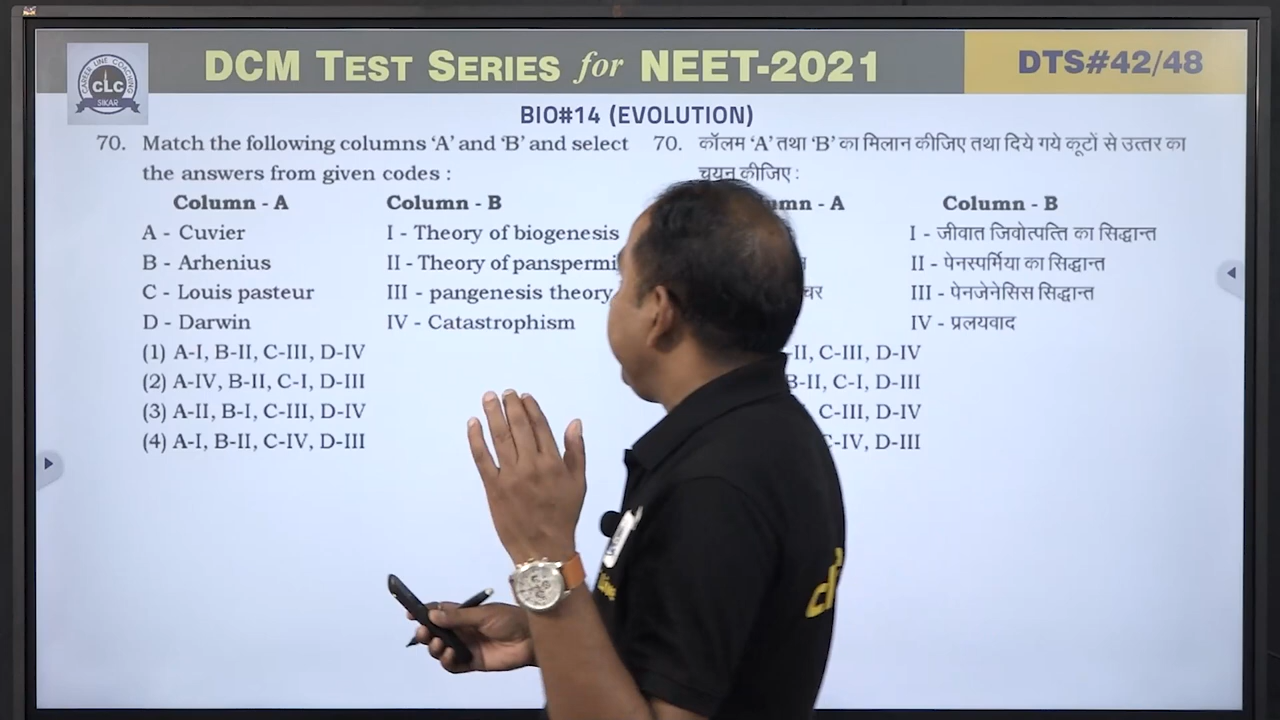 DCM TEST SERIES for NEET-2021
DTS#42/48
CAREER LINE COACHING
CLC
SIKAR
BIO#14 (EVOLUTION)
70. Match the following columns ‘A’ and ‘B’ and select
the answers from given codes :
Column - A Column - B
A - Cuvier I - Theory of biogenesis
B - Arhenius II - Theory of panspermi
C - Louis pasteur III - pangenesis theory
D - Darwin IV - Catastrophism
(1) A-I, B-II, C-III, D-IV
(2) A-IV, B-II, C-I, D-III
(3) A-II, B-I, C-III, D-IV
(4) A-I, B-II, C-IV, D-III
70. कॉलम ‘A’ तथा ‘B’ का मिलान कीजिए तथा दिये गये कूटों से उत्तर का
चयन कीजिए :
umn - A Column - B
I - जीवात जिवोत्पत्ति का सिद्धान्त
II - पेनस्पर्मिया का सिद्धान्त
चर III - पेनजेनेसिस सिद्धान्त
IV - प्रलयवाद
-II, C-III, D-IV
B-II, C-I, D-III
C-III, D-IV
C-IV, D-III